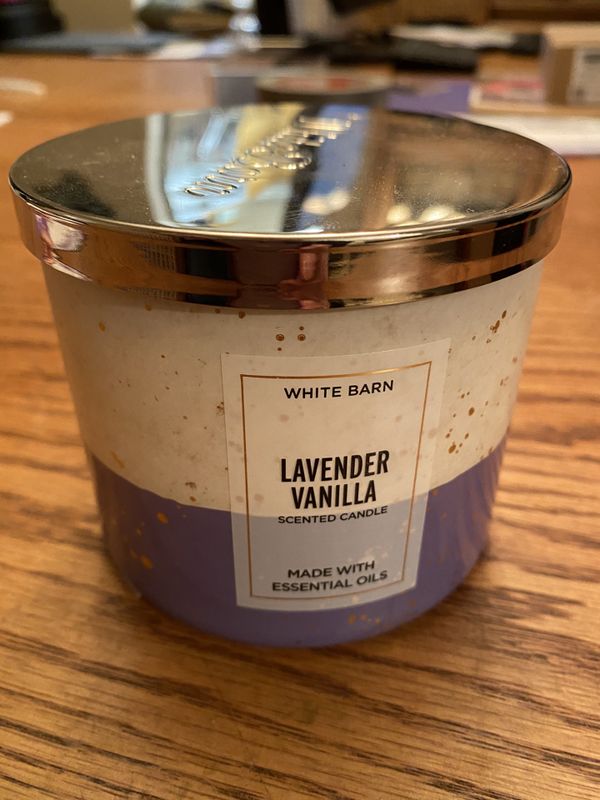 WHITE BARN
LAVENDER
VANILLA
SCENTED CANDLE
MADE WITH
ESSENTIAL OILS